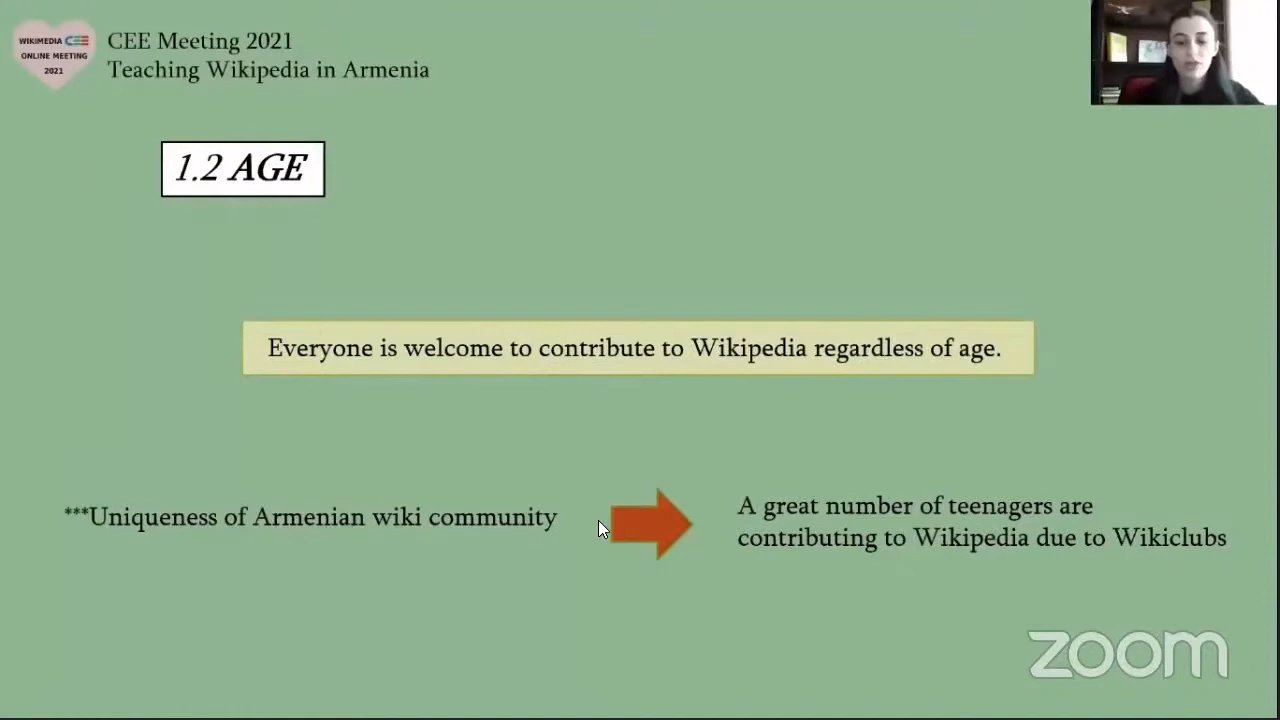 WIKIMEDIA CEE
ONLINE MEETING
2021
CEE Meeting 2021
Teaching Wikipedia in Armenia
1.2 AGE
Everyone is welcome to contribute to Wikipedia regardless of age.
***Uniqueness of Armenian wiki community
A great number of teenagers are
contributing to Wikipedia due to Wikiclubs
zoom